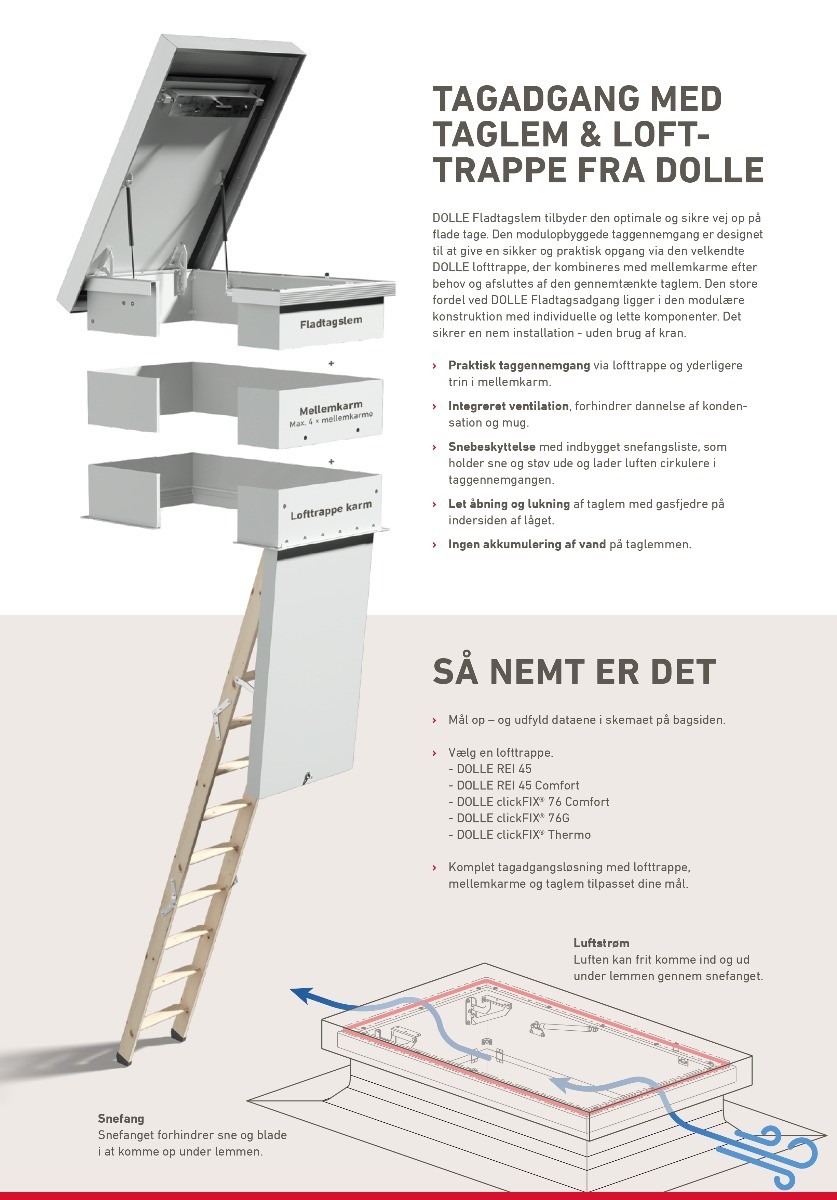 TAGADGANG MED
TAGLEM & LOFT-
TRAPPE FRA DOLLE
DOLLE Fladtagslem tilbyder den optimale og sikre vej op på
flade tage. Den modulopbyggede taggennemgang er designet
til at give en sikker og praktisk opgang via den velkendte
DOLLE lofttrappe, der kombineres med mellemkarme efter
behov og afsluttes af den gennemtænkte taglem. Den store
fordel ved DOLLE Fladtagsadgang ligger i den modulære
konstruktion med individuelle og lette komponenter. Det
sikrer en nem installation - uden brug af kran.
› Praktisk taggennemgang via lofttrappe og yderligere
trin i mellemkarm.
› Integreret ventilation, forhindrer dannelse af konden-
sation og mug.
› Snebeskyttelse med indbygget snefangsliste, som
holder sne og støv ude og lader luften cirkulere i
taggennemgangen.
› Let åbning og lukning af taglem med gasfjedre på
indersiden af låget.
› Ingen akkumulering af vand på taglemmen.
Fladtagslem
+
Mellemkarm
Max. 4 × mellemkarme
+
Lofttrappe karm
SÅ NEMT ER DET
› Mål op – og udfyld dataene i skemaet på bagsiden.
› Vælg en lofttrappe.
- DOLLE REI 45
- DOLLE REI 45 Comfort
- DOLLE clickFIX® 76 Comfort
- DOLLE clickFIX® 76G
- DOLLE clickFIX® Thermo
› Komplet tagadgangsløsning med lofttrappe,
mellemkarme og taglem tilpasset dine mål.
Luftstrøm
Luften kan frit komme ind og ud
under lemmen gennem snefanget.
Snefang
Snefanget forhindrer sne og blade
i at komme op under lemmen.